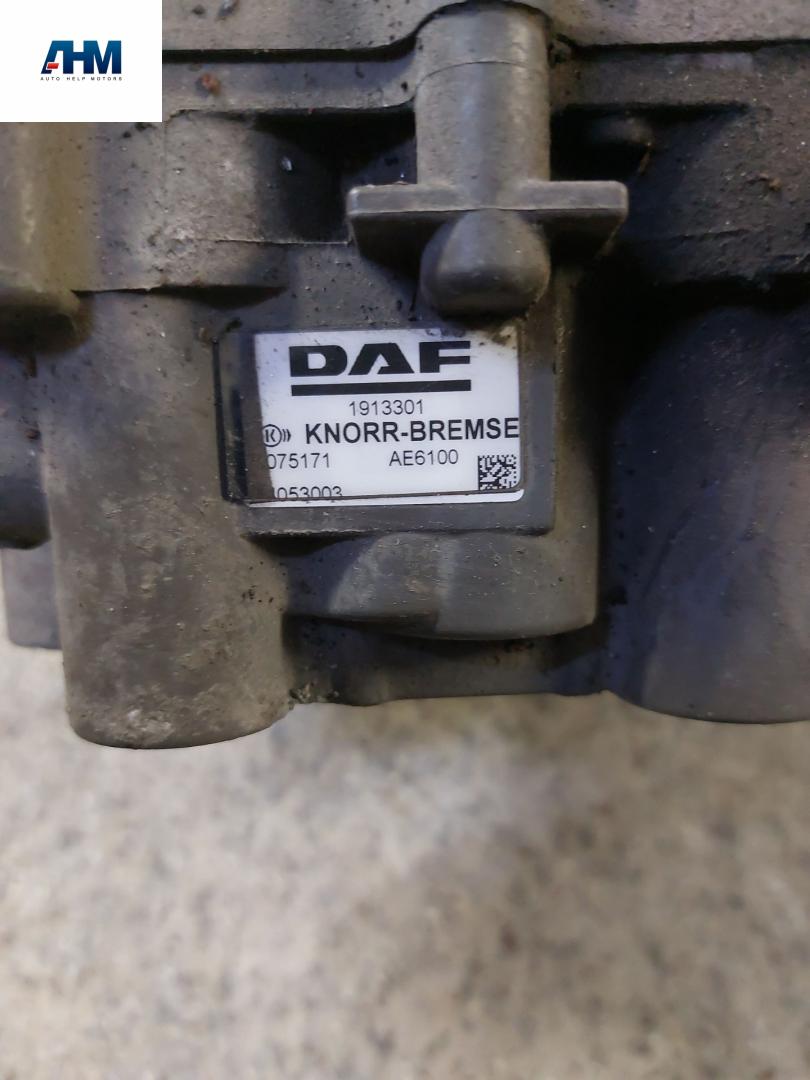 AHM
AUTO HELP MOTORS
DAF
1913301
K KNORR-BREMSE
075171 AE6100
053003